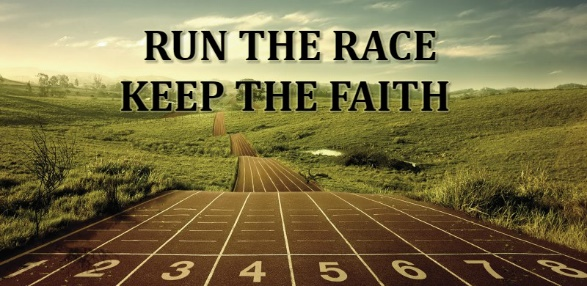 RUN THE RACE
KEEP THE FAITH
1 2 3 4 5 6 7 8